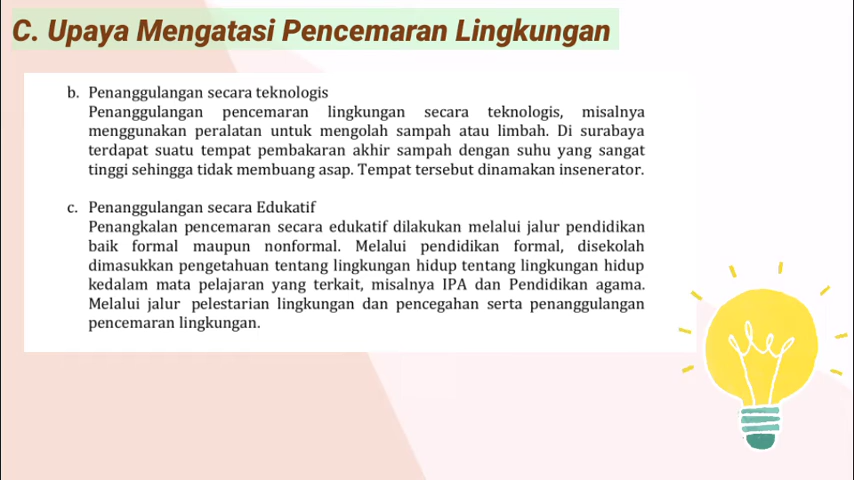 C. Upaya Mengatasi Pencemaran Lingkungan
b. Penanggulangan secara teknologis
Penanggulangan pencemaran lingkungan secara teknologis, misalnya
menggunakan peralatan untuk mengolah sampah atau limbah. Di surabaya
terdapat suatu tempat pembakaran akhir sampah dengan suhu yang sangat
tinggi sehingga tidak membuang asap. Tempat tersebut dinamakan insenerator.
c. Penanggulangan secara Edukatif
Penangkalan pencemaran secara edukatif dilakukan melalui jalur pendidikan
baik formal maupun nonformal. Melalui pendidikan formal, disekolah
dimasukkan pengetahuan tentang lingkungan hidup tentang lingkungan hidup
kedalam mata pelajaran yang terkait, misalnya IPA dan Pendidikan agama.
Melalui jalur pelestarian lingkungan dan pencegahan serta penanggulangan
pencemaran lingkungan.